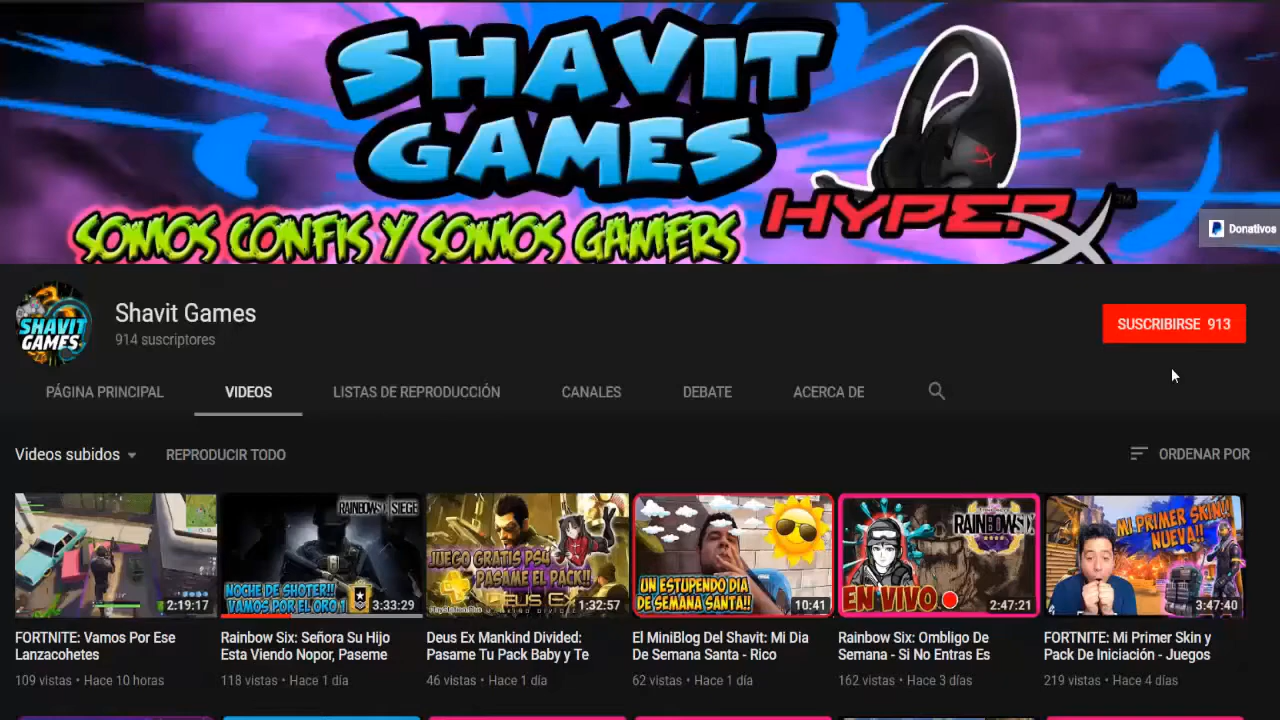 SHAVIT
GAMES
SOMOS CONFIS Y SOMOS GAMERS
HYPERX™
Donativos
SHAVIT
GAMES
Shavit Games
914 suscriptores
SUSCRIBIRSE 913
PÁGINA PRINCIPAL
VIDEOS
LISTAS DE REPRODUCCIÓN
CANALES
DEBATE
ACERCA DE
Videos subidos
REPRODUCIR TODO
ORDENAR POR
2:19:17
RAINBOW SIX SIEGE
NOCHE DE SHOTER!!
VAMOS POR EL ORO 1
3:33:29
JUEGO GRATIS PS4
PASAME EL PACK!!
DEUS EX
1:32:57
UN ESTUPENDO DIA
DE SEMANA SANTA!!
10:41
EN VIVO
2:47:21
MI PRIMER SKIN!!
NUEVA!!
3:47:40
FORTNITE: Vamos Por Ese
Lanzacohetes
109 vistas • Hace 10 horas
Rainbow Six: Señora Su Hijo
Esta Viendo Nopor, Paseme
118 vistas • Hace 1 día
Deus Ex Mankind Divided:
Pasame Tu Pack Baby y Te
46 vistas • Hace 1 día
El MiniBlog Del Shavit: Mi Dia
De Semana Santa - Rico
62 vistas • Hace 1 día
Rainbow Six: Ombligo De
Semana - Si No Entras Es
162 vistas • Hace 3 días
FORTNITE: Mi Primer Skin y
Pack De Iniciación - Juegos
219 vistas • Hace 4 días